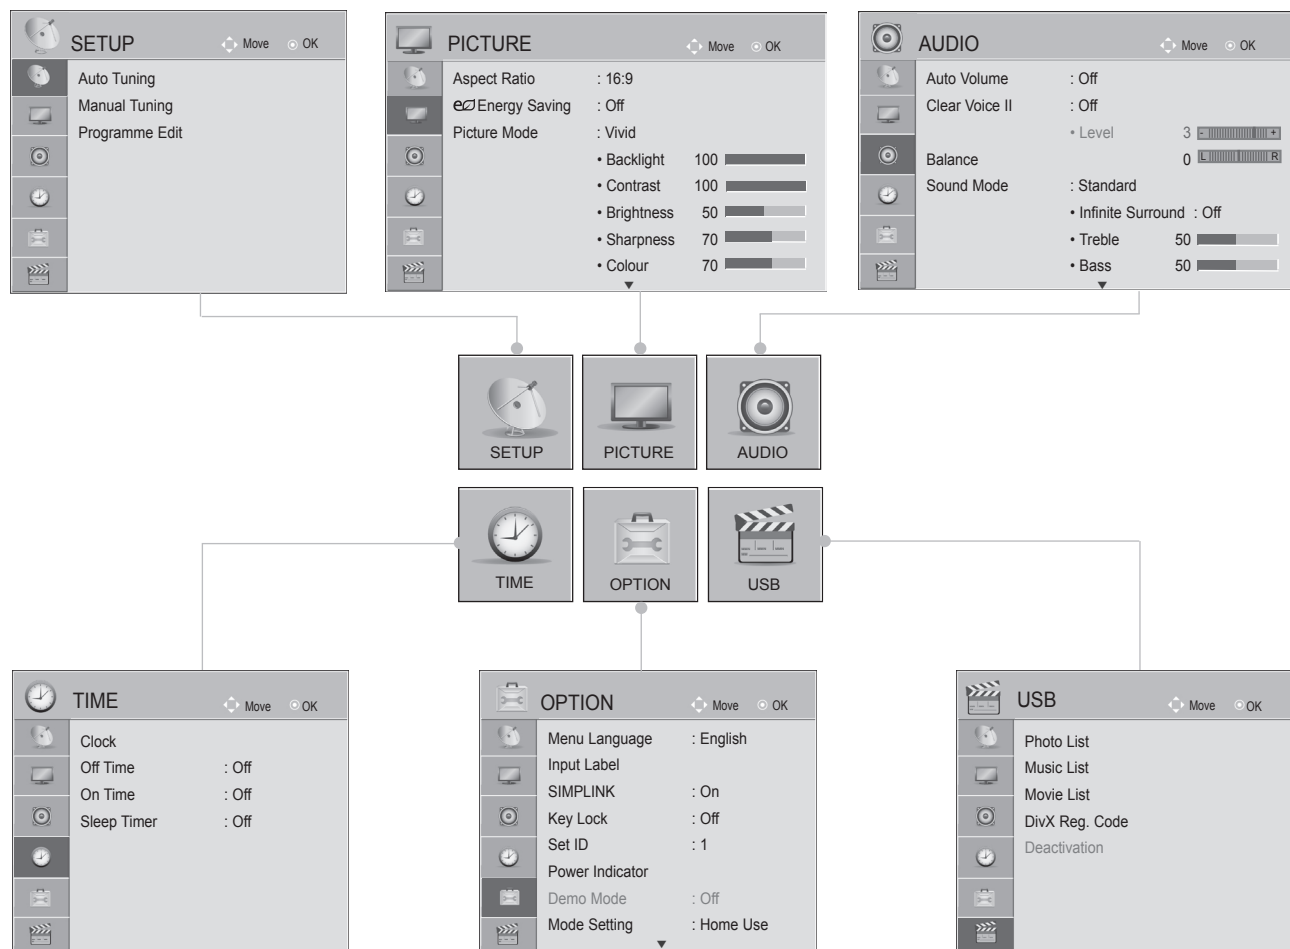 SETUP
Move OK
Auto Tuning
Manual Tuning
Programme Edit
PICTURE
Move OK
Aspect Ratio : 16:9
Energy Saving : Off
Picture Mode : Vivid
• Backlight 100
• Contrast 100
• Brightness 50
• Sharpness 70
• Colour 70
AUDIO
Move OK
Auto Volume : Off
Clear Voice II : Off
• Level 3 - +
Balance 0 L R
Sound Mode : Standard
• Infinite Surround : Off
• Treble 50
• Bass 50
SETUP
PICTURE
AUDIO
TIME
OPTION
USB
TIME
Move OK
Clock
Off Time : Off
On Time : Off
Sleep Timer : Off
OPTION
Move OK
Menu Language : English
Input Label
SIMPLINK : On
Key Lock : Off
Set ID : 1
Power Indicator
Demo Mode : Off
Mode Setting : Home Use
USB
Move OK
Photo List
Music List
Movie List
DivX Reg. Code
Deactivation